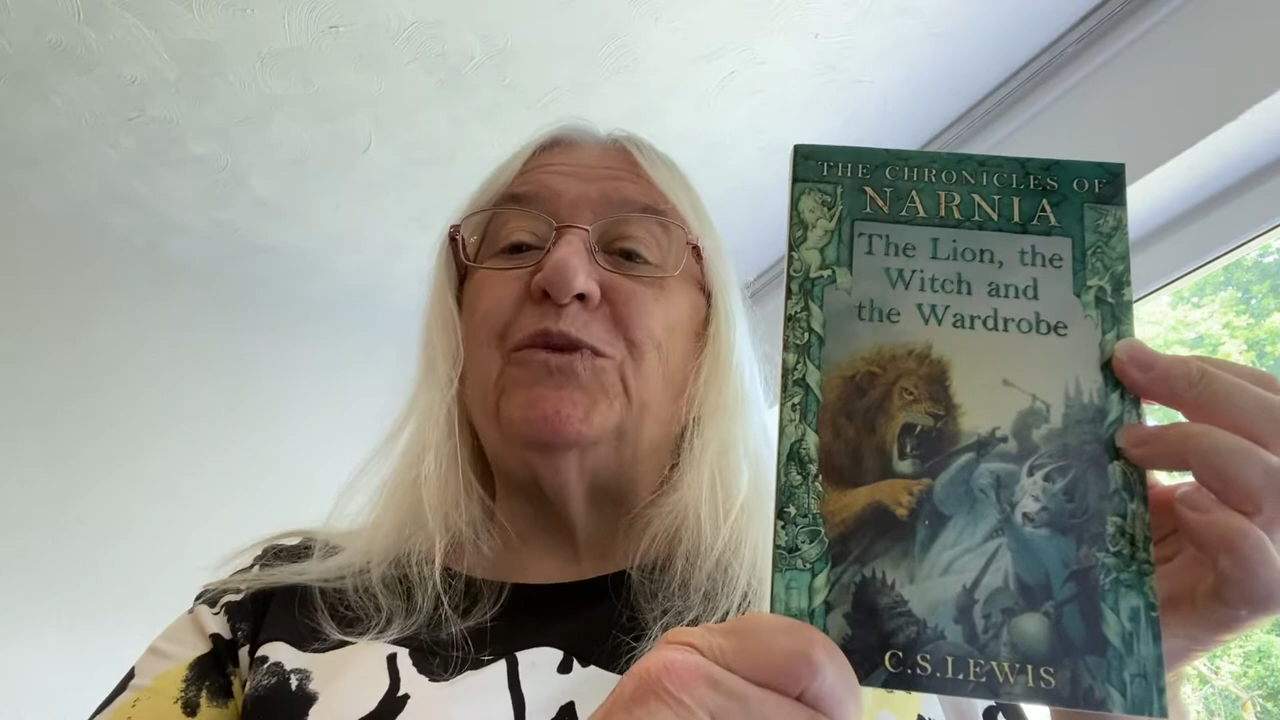 THE CHRONICLES OF
NARNIA
The Lion, the
Witch and
the Wardrobe
C.S.LEWIS